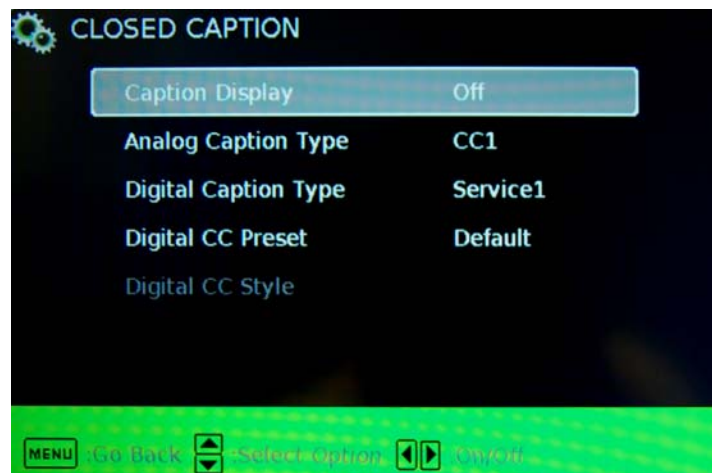 CLOSED CAPTION
Caption Display Off
Analog Caption Type CC1
Digital Caption Type Service1
Digital CC Preset Default
Digital CC Style
MENU :Go Back :Select Option :On/Off